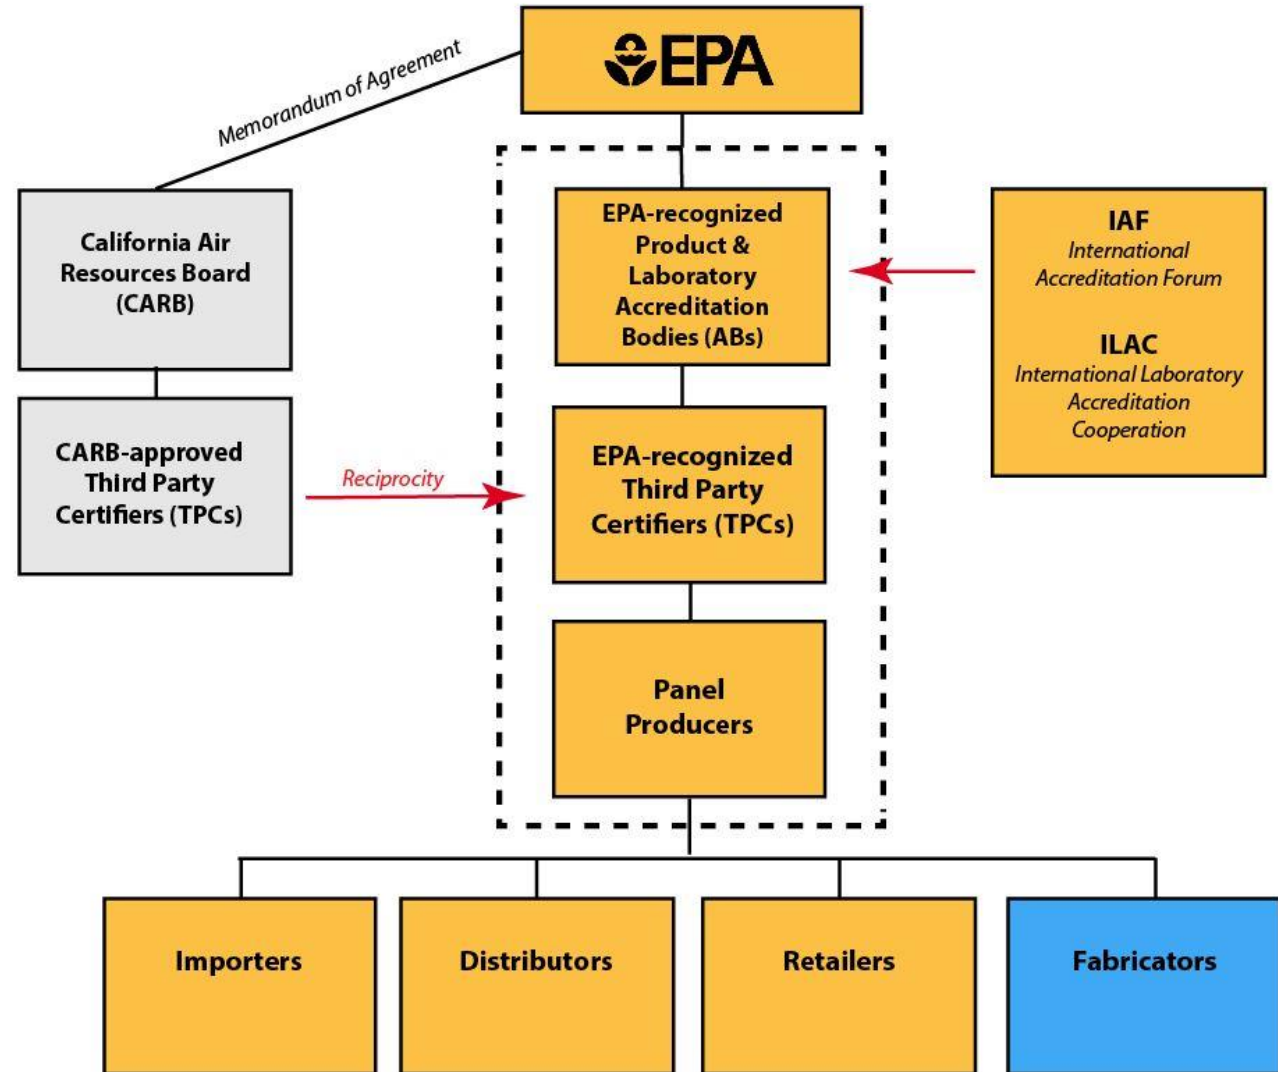 EPA
Memorandum of Agreement
California Air
Resources Board
(CARB)
EPA-recognized
Product &
Laboratory
Accreditation
Bodies (ABs)
IAF
International
Accreditation Forum
ILAC
International Laboratory
Accreditation
Cooperation
CARB-approved
Third Party
Certifiers (TPCs)
Reciprocity
EPA-recognized
Third Party
Certifiers (TPCs)
Panel
Producers
Importers
Distributors
Retailers
Fabricators